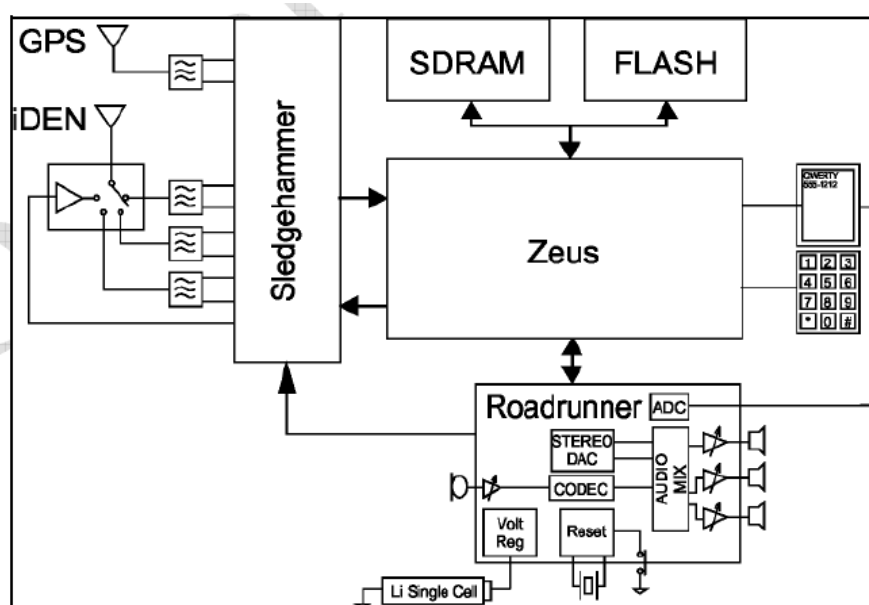 GPS
iDEN
Sledgehammer
SDRAM
FLASH
Zeus
QWERTY
555-1212
1 2 3
4 5 6
7 8 9
* 0 #
Roadrunner
ADC
STEREO
DAC
CODEC
AUDIO
MIX
Volt
Reg
Reset
Li Single Cell